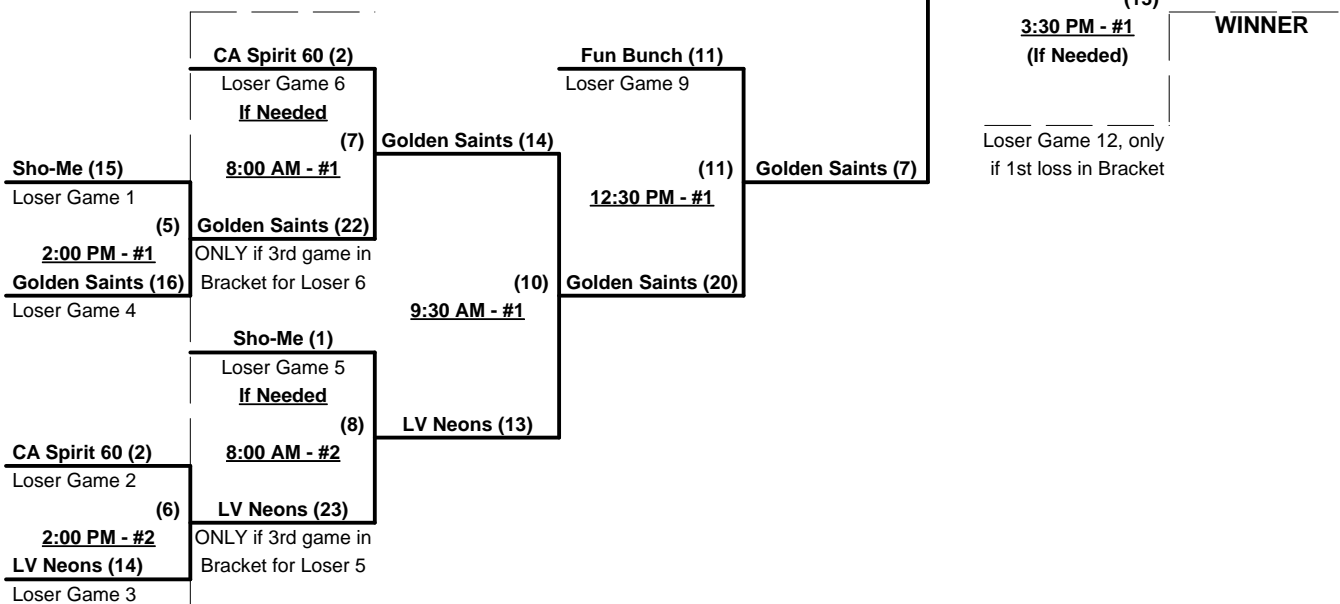 (13)
3:30 PM - #1
WINNER
(If Needed)
CA Spirit 60 (2)
Fun Bunch (11)
Loser Game 6
Loser Game 9
If Needed
(7)
Golden Saints (14)
Loser Game 12, only
if 1st loss in Bracket
8:00 AM - #1
Sho-Me (15)
(11)
Golden Saints (7)
Loser Game 1
12:30 PM - #1
(5)
Golden Saints (22)
2:00 PM - #1
ONLY if 3rd game in
Bracket for Loser 6
Golden Saints (16)
(10)
Golden Saints (20)
Loser Game 4
9:30 AM - #1
Sho-Me (1)
Loser Game 5
If Needed
(8)
LV Neons (13)
8:00 AM - #2
CA Spirit 60 (2)
Loser Game 2
(6)
LV Neons (23)
2:00 PM - #2
ONLY if 3rd game in
Bracket for Loser 5
LV Neons (14)
Loser Game 3